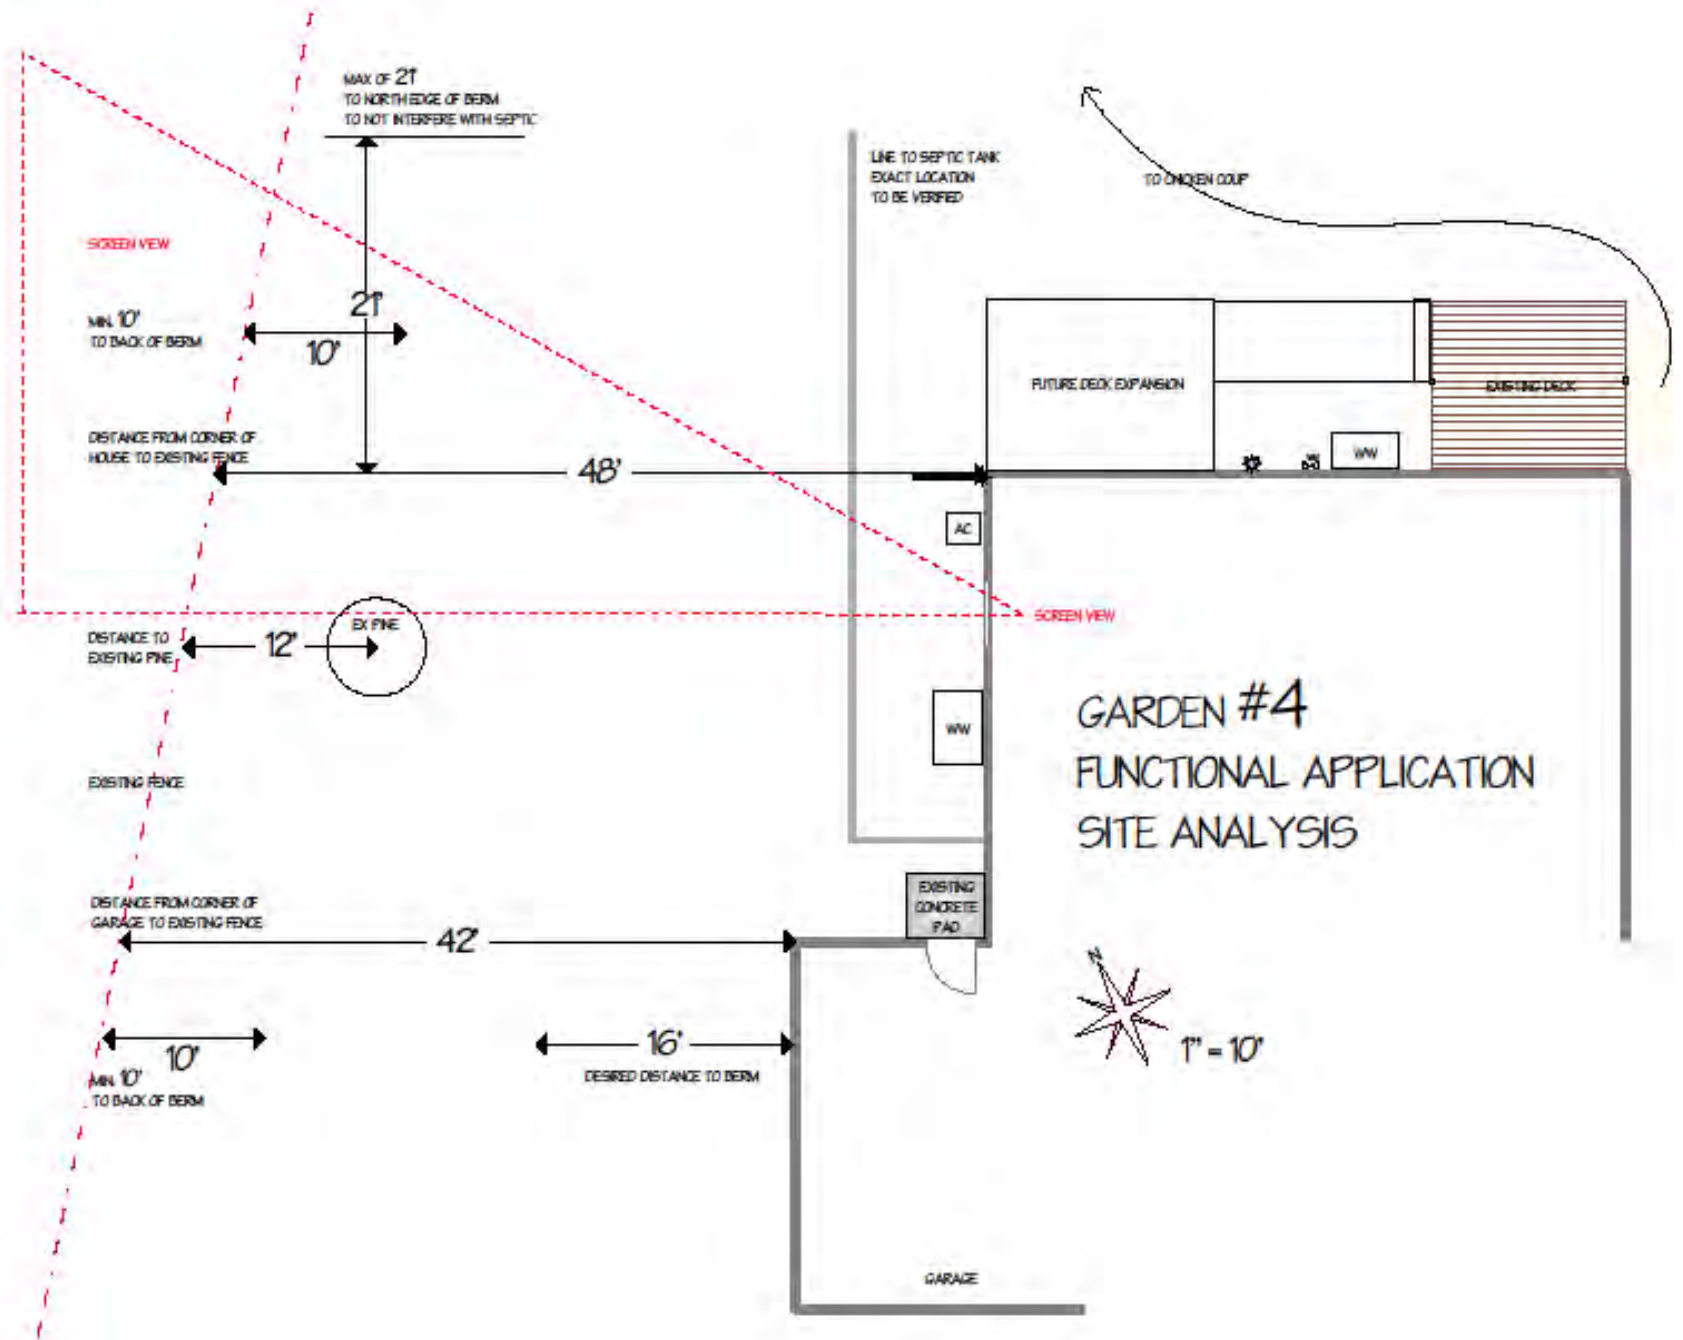 MAX OF 21'
TO NORTH EDGE OF BERM
TO NOT INTERFERE WITH SEPTIC
LINE TO SEPTIC TANK
EXACT LOCATION
TO BE VERIFIED
TO CHICKEN COUP
SCREEN VIEW
21'
MIN. 10'
TO BACK OF BERM
10'
FUTURE DECK EXPANSION
EXISTING DECK
DISTANCE FROM CORNER OF
HOUSE TO EXISTING FENCE
48'
WW
AC
SCREEN VIEW
EX PINE
DISTANCE TO
EXISTING PINE
12'
WW
GARDEN #4
FUNCTIONAL APPLICATION
SITE ANALYSIS
EXISTING FENCE
EXISTING
CONCRETE
PAD
DISTANCE FROM CORNER OF
GARAGE TO EXISTING FENCE
42'
N
1" = 10'
10'
16'
MIN. 10'
TO BACK OF BERM
DESIRED DISTANCE TO BERM
GARAGE